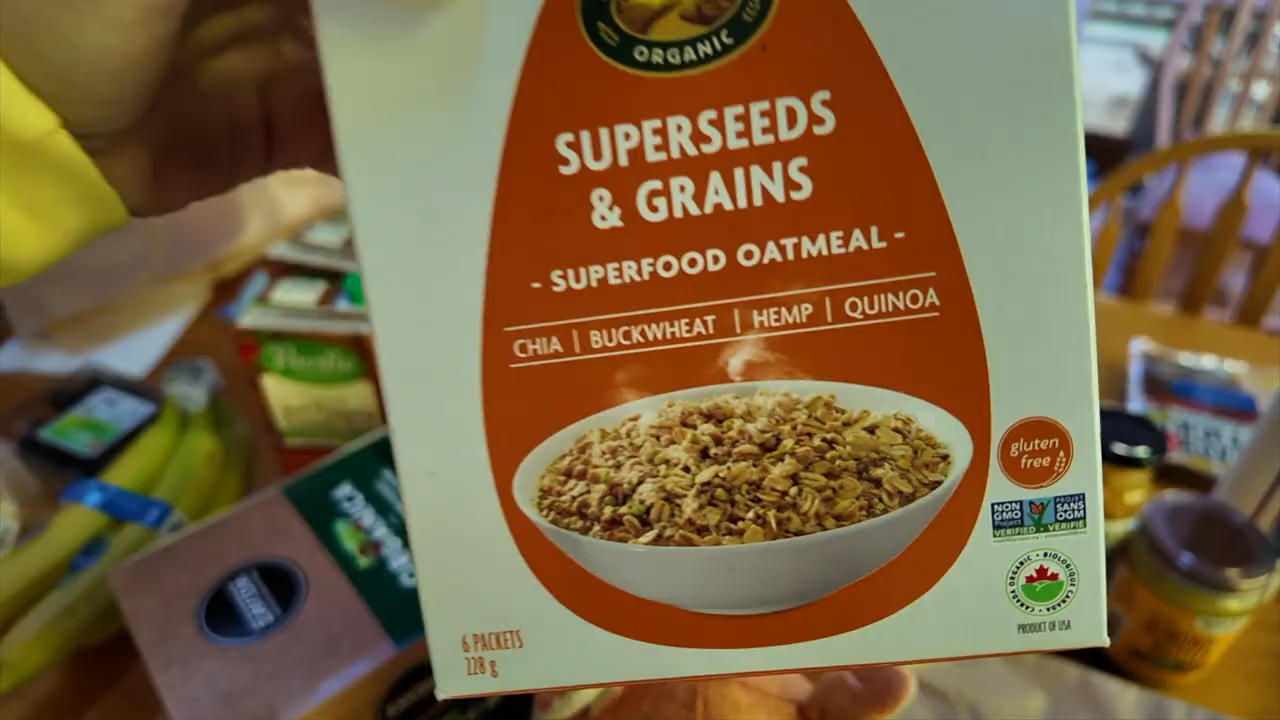 ORGANIC
SUPERSEEDS
& GRAINS
- SUPERFOOD OATMEAL -
CHIA | BUCKWHEAT | HEMP | QUINOA
gluten
free
NON
GMO
Project
VERIFIED
PROJET
SANS
OGM
VÉRIFIÉ
CANADA ORGANIC • BIOLOGIQUE CANADA
PRODUCT OF USA
6 PACKETS
228 g
ORGANIC